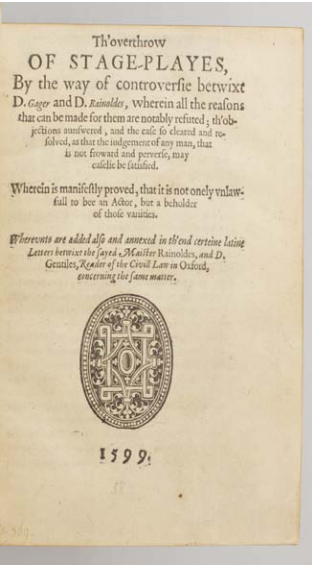 Th'overthrow
OF STAGE-PLAYES,
By the way of controversie betwixt
D. Gager and D. Rainoldes, wherein all the reasons
that can be made for them are notably refuted; th'ob-
jections aunswered, and the case so cleared and re-
solved, as that the iudgement of any man, that
is not froward and perverse, may
easelie be satisfied.
Wherein is manifestly proved, that it is not onely vnlaw-
full to bee an Actor, but a beholder
of those vanities.
Wherevnto are added also and annexed in th'end certeine latine
Letters betwixt the sayed Maister Rainoldes, and D.
Gentiles, Reader of the Civill Law in Oxford,
concerning the same matter.
1599.